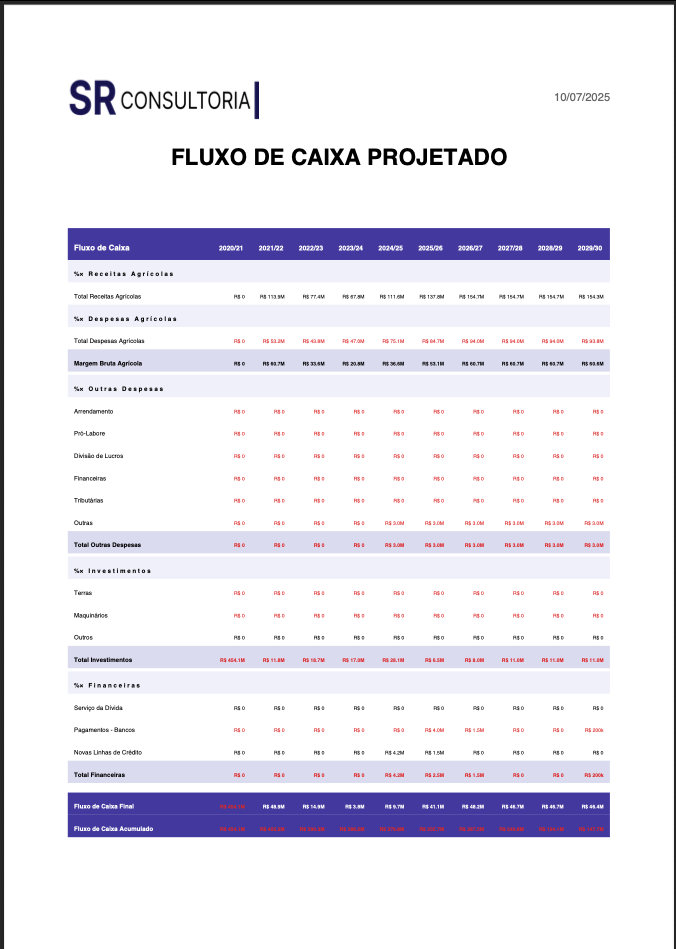 SR CONSULTORIA
10/07/2025
FLUXO DE CAIXA PROJETADO
Fluxo de Caixa 2020/21 2021/22 2022/23 2023/24 2024/25 2025/26 2026/27 2027/28 2028/29 2029/30
%× Receitas Agrícolas
Total Receitas Agrícolas R$ 0 R$ 113.9M R$ 77.4M R$ 67.8M R$ 111.6M R$ 137.8M R$ 154.7M R$ 154.7M R$ 154.7M R$ 154.3M
%× Despesas Agrícolas
Total Despesas Agrícolas R$ 0 R$ 53.2M R$ 43.8M R$ 47.0M R$ 75.1M R$ 84.7M R$ 94.0M R$ 94.0M R$ 94.0M R$ 93.8M
Margem Bruta Agrícola R$ 0 R$ 60.7M R$ 33.6M R$ 20.8M R$ 36.6M R$ 53.1M R$ 60.7M R$ 60.7M R$ 60.7M R$ 60.6M
%× Outras Despesas
Arrendamento R$ 0 R$ 0 R$ 0 R$ 0 R$ 0 R$ 0 R$ 0 R$ 0 R$ 0 R$ 0
Pró-Labore R$ 0 R$ 0 R$ 0 R$ 0 R$ 0 R$ 0 R$ 0 R$ 0 R$ 0 R$ 0
Divisão de Lucros R$ 0 R$ 0 R$ 0 R$ 0 R$ 0 R$ 0 R$ 0 R$ 0 R$ 0 R$ 0
Financeiras R$ 0 R$ 0 R$ 0 R$ 0 R$ 0 R$ 0 R$ 0 R$ 0 R$ 0 R$ 0
Tributárias R$ 0 R$ 0 R$ 0 R$ 0 R$ 0 R$ 0 R$ 0 R$ 0 R$ 0 R$ 0
Outras R$ 0 R$ 0 R$ 0 R$ 0 R$ 3.0M R$ 3.0M R$ 3.0M R$ 3.0M R$ 3.0M R$ 3.0M
Total Outras Despesas R$ 0 R$ 0 R$ 0 R$ 0 R$ 3.0M R$ 3.0M R$ 3.0M R$ 3.0M R$ 3.0M R$ 3.0M
%× Investimentos
Terras R$ 0 R$ 0 R$ 0 R$ 0 R$ 0 R$ 0 R$ 0 R$ 0 R$ 0 R$ 0
Maquinários R$ 0 R$ 0 R$ 0 R$ 0 R$ 0 R$ 0 R$ 0 R$ 0 R$ 0 R$ 0
Outros R$ 0 R$ 0 R$ 0 R$ 0 R$ 0 R$ 0 R$ 0 R$ 0 R$ 0 R$ 0
Total Investimentos R$ 454.1M R$ 11.8M R$ 18.7M R$ 17.0M R$ 28.1M R$ 6.5M R$ 8.0M R$ 11.0M R$ 11.0M R$ 11.0M
%× Financeiras
Serviço da Dívida R$ 0 R$ 0 R$ 0 R$ 0 R$ 0 R$ 0 R$ 0 R$ 0 R$ 0 R$ 0
Pagamentos - Bancos R$ 0 R$ 0 R$ 0 R$ 0 R$ 0 R$ 4.0M R$ 1.5M R$ 0 R$ 0 R$ 200k
Novas Linhas de Crédito R$ 0 R$ 0 R$ 0 R$ 0 R$ 4.2M R$ 1.5M R$ 0 R$ 0 R$ 0 R$ 0
Total Financeiras R$ 0 R$ 0 R$ 0 R$ 0 R$ 4.2M R$ 2.5M R$ 1.5M R$ 0 R$ 0 R$ 200k
Fluxo de Caixa Final R$ 48.9M R$ 14.9M R$ 3.8M R$ 9.7M R$ 41.1M R$ 48.2M R$ 46.7M R$ 46.7M R$ 46.4M
Fluxo de Caixa Acumulado